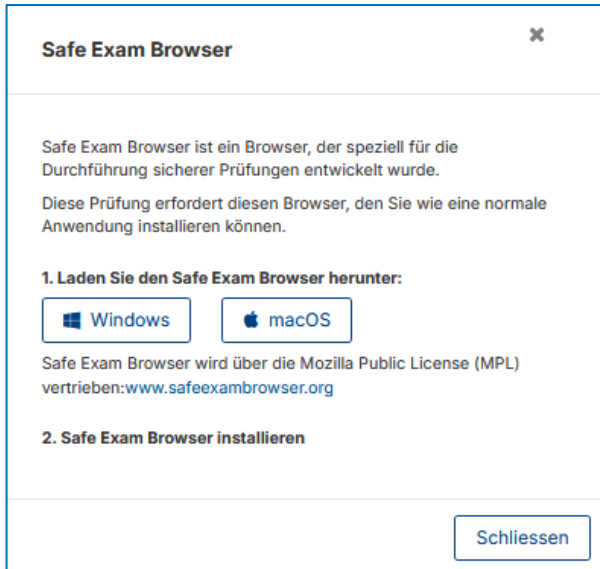 Safe Exam Browser
Safe Exam Browser ist ein Browser, der speziell für die
Durchführung sicherer Prüfungen entwickelt wurde.
Diese Prüfung erfordert diesen Browser, den Sie wie eine normale
Anwendung installieren können.
1. Laden Sie den Safe Exam Browser herunter:
Windows
macOS
Safe Exam Browser wird über die Mozilla Public License (MPL)
vertrieben:www.safeexambrowser.org
2. Safe Exam Browser installieren
Schliessen